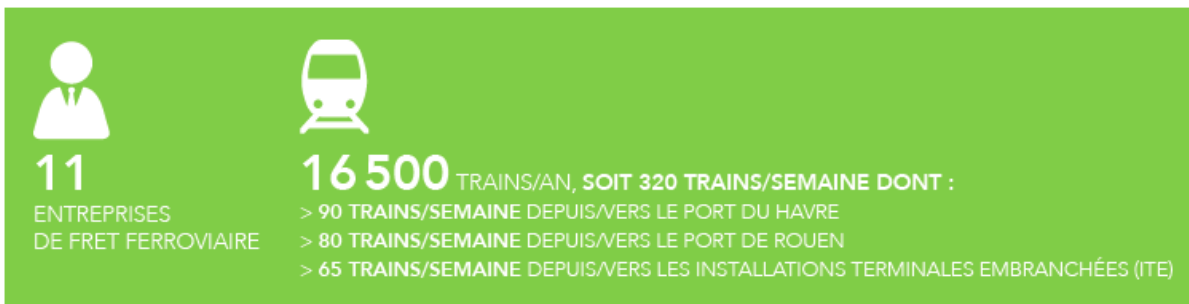 11
ENTREPRISES
DE FRET FERROVIAIRE
16 500 TRAINS/AN, SOIT 320 TRAINS/SEMAINE DONT :
> 90 TRAINS/SEMAINE DEPUIS/VERS LE PORT DU HAVRE
> 80 TRAINS/SEMAINE DEPUIS/VERS LE PORT DE ROUEN
> 65 TRAINS/SEMAINE DEPUIS/VERS LES INSTALLATIONS TERMINALES EMBRANCHÉES (ITE)